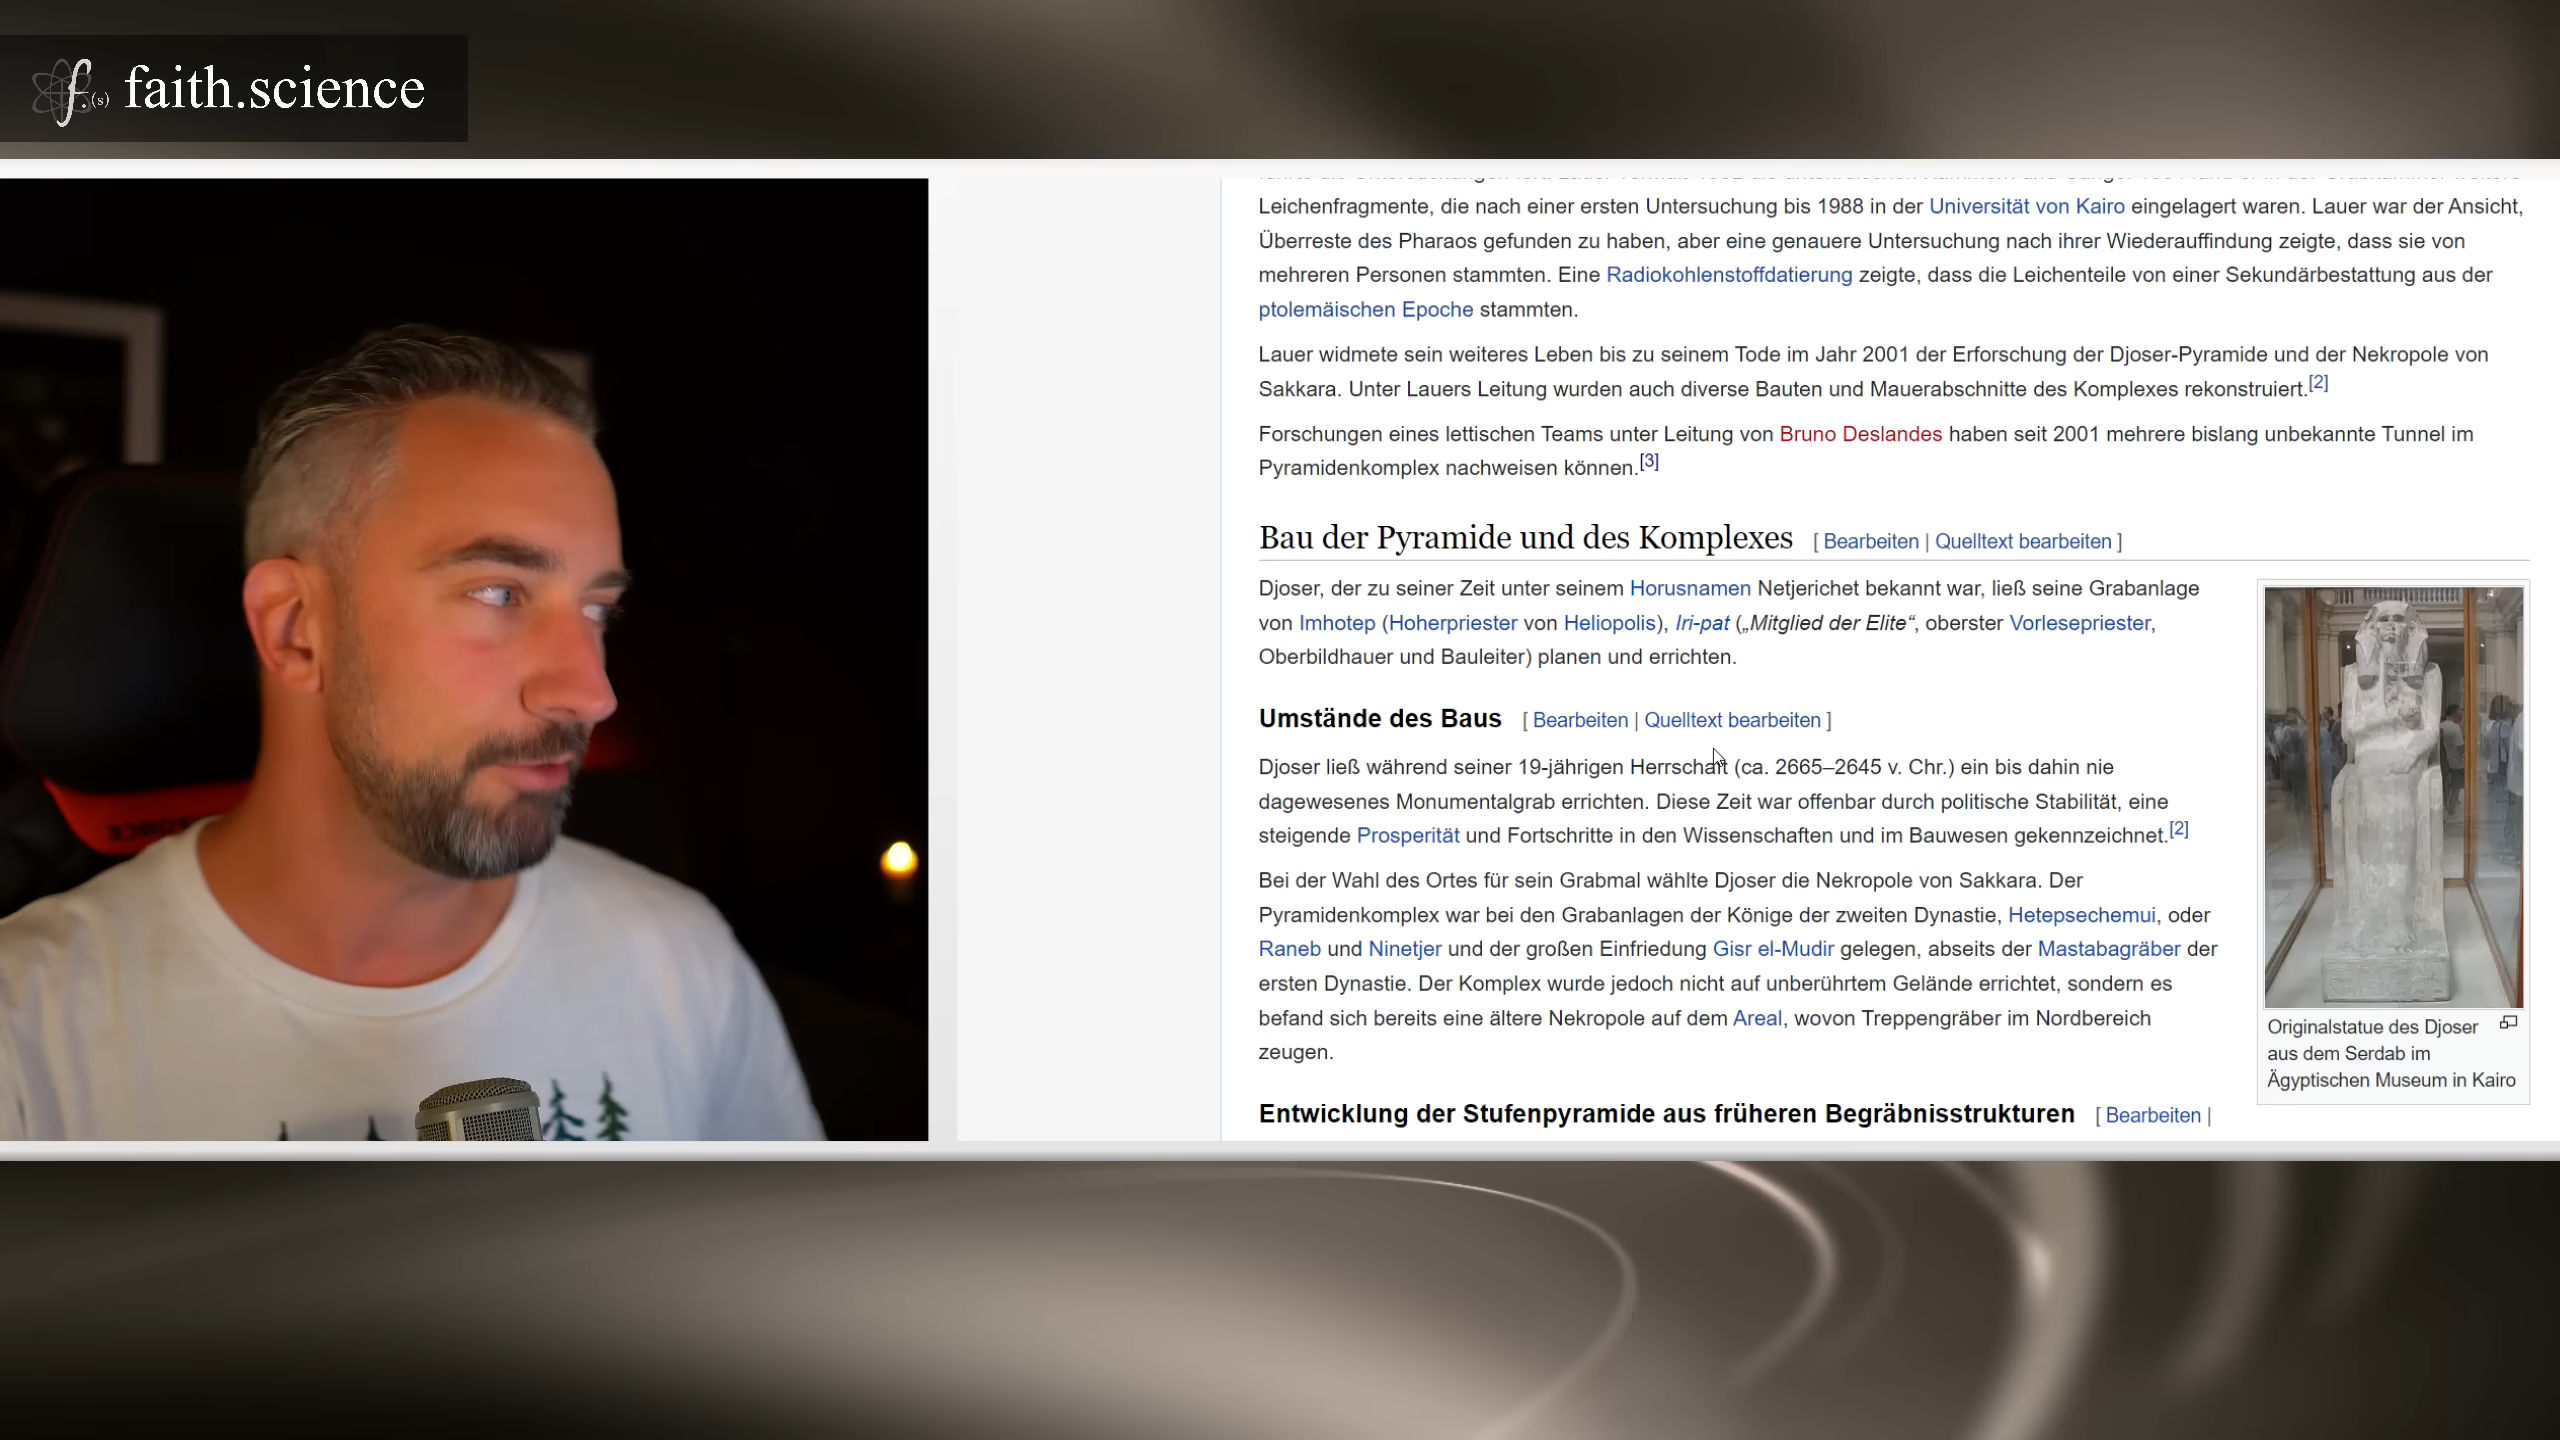 faith.science
Leichenfragmente, die nach einer ersten Untersuchung bis 1988 in der Universität von Kairo eingelagert waren. Lauer war der Ansicht,
Überreste des Pharaos gefunden zu haben, aber eine genauere Untersuchung nach ihrer Wiederauffindung zeigte, dass sie von
mehreren Personen stammten. Eine Radiokohlenstoffdatierung zeigte, dass die Leichenteile von einer Sekundärbestattung aus der
ptolemäischen Epoche stammten.
Lauer widmete sein weiteres Leben bis zu seinem Tode im Jahr 2001 der Erforschung der Djoser-Pyramide und der Nekropole von
Sakkara. Unter Lauers Leitung wurden auch diverse Bauten und Mauerabschnitte des Komplexes rekonstruiert.[2]
Forschungen eines lettischen Teams unter Leitung von Bruno Deslandes haben seit 2001 mehrere bislang unbekannte Tunnel im
Pyramidenkomplex nachweisen können.[3]
Bau der Pyramide und des Komplexes [ Bearbeiten | Quelltext bearbeiten ]
Djoser, der zu seiner Zeit unter seinem Horusnamen Netjerichet bekannt war, ließ seine Grabanlage
von Imhotep (Hoherpriester von Heliopolis), Iri-pat („Mitglied der Elite“, oberster Vorlesepriester,
Oberbildhauer und Bauleiter) planen und errichten.
Umstände des Baus [ Bearbeiten | Quelltext bearbeiten ]
Djoser ließ während seiner 19-jährigen Herrschaft (ca. 2665–2645 v. Chr.) ein bis dahin nie
dagewesenes Monumentalgrab errichten. Diese Zeit war offenbar durch politische Stabilität, eine
steigende Prosperität und Fortschritte in den Wissenschaften und im Bauwesen gekennzeichnet.[2]
Bei der Wahl des Ortes für sein Grabmal wählte Djoser die Nekropole von Sakkara. Der
Pyramidenkomplex war bei den Grabanlagen der Könige der zweiten Dynastie, Hetepsechemui, oder
Raneb und Ninetjer und der großen Einfriedung Gisr el-Mudir gelegen, abseits der Mastabagräber der
ersten Dynastie. Der Komplex wurde jedoch nicht auf unberührtem Gelände errichtet, sondern es
befand sich bereits eine ältere Nekropole auf dem Areal, wovon Treppengräber im Nordbereich
zeugen.
Entwicklung der Stufenpyramide aus früheren Begräbnisstrukturen [ Bearbeiten |
Originalstatue des Djoser
aus dem Serdab im
Ägyptischen Museum in Kairo